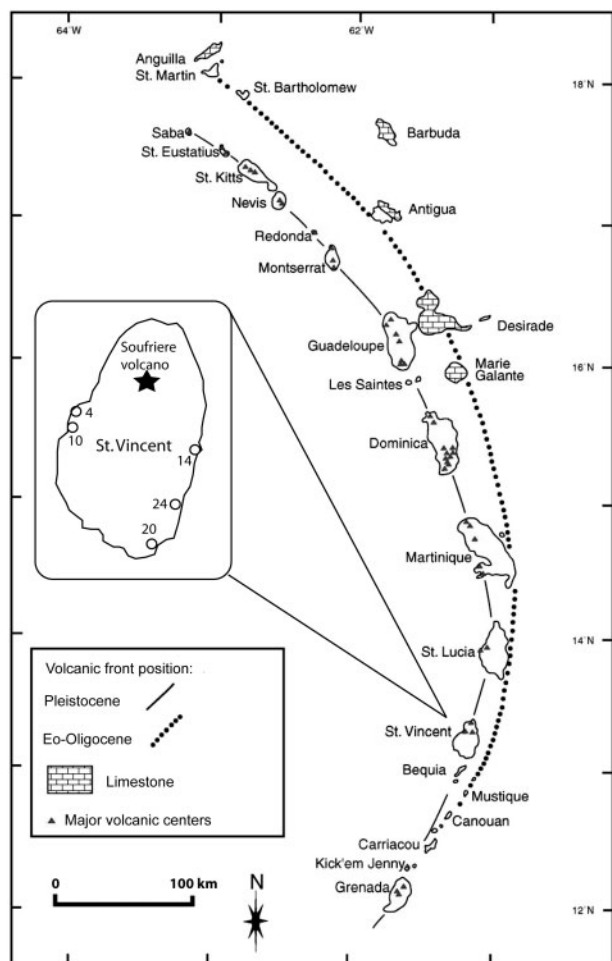 64°W
62°W
Anguilla
St. Martin
18°N
St. Bartholomew
Saba
Barbuda
St. Eustatius
St. Kitts
Nevis
Antigua
Redonda
Montserrat
Desirade
Guadeloupe
Marie
Galante
16°N
Les Saintes
Soufriere
volcano
4
10
St. Vincent
14
24
20
Dominica
Martinique
14°N
St. Lucia
St. Vincent
Bequia
Mustique
Canouan
Carriacou
Kick'em Jenny
Grenada
12°N
Volcanic front position:
Pleistocene
Eo-Oligocene
Limestone
Major volcanic centers
0 100 km
N